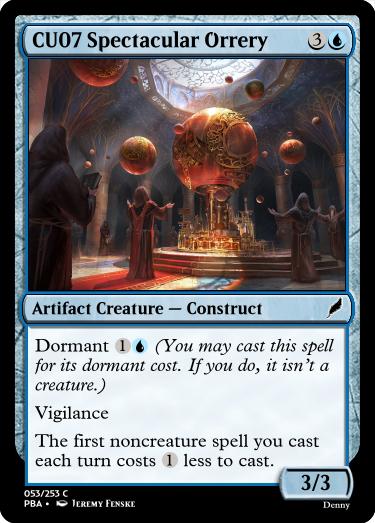 CU07 Spectacular Orrery 3
Artifact Creature — Construct
Dormant 1 (You may cast this spell
for its dormant cost. If you do, it isn't a
creature.)
Vigilance
The first noncreature spell you cast
each turn costs 1 less to cast.
3/3
053/253 C
PBA • Jeremy Fenske
Denny